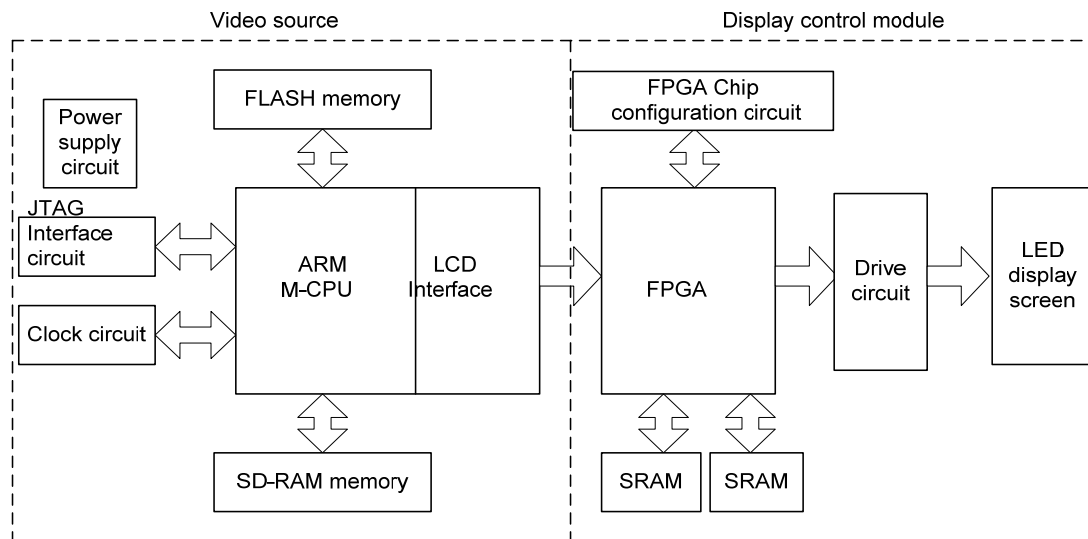 Video source
Display control module
FLASH memory
FPGA Chip
configuration circuit
Power
supply
circuit
JTAG
Interface
circuit
ARM
M-CPU
LCD
Interface
FPGA
Drive
circuit
LED
display
screen
Clock circuit
SD-RAM memory
SRAM
SRAM